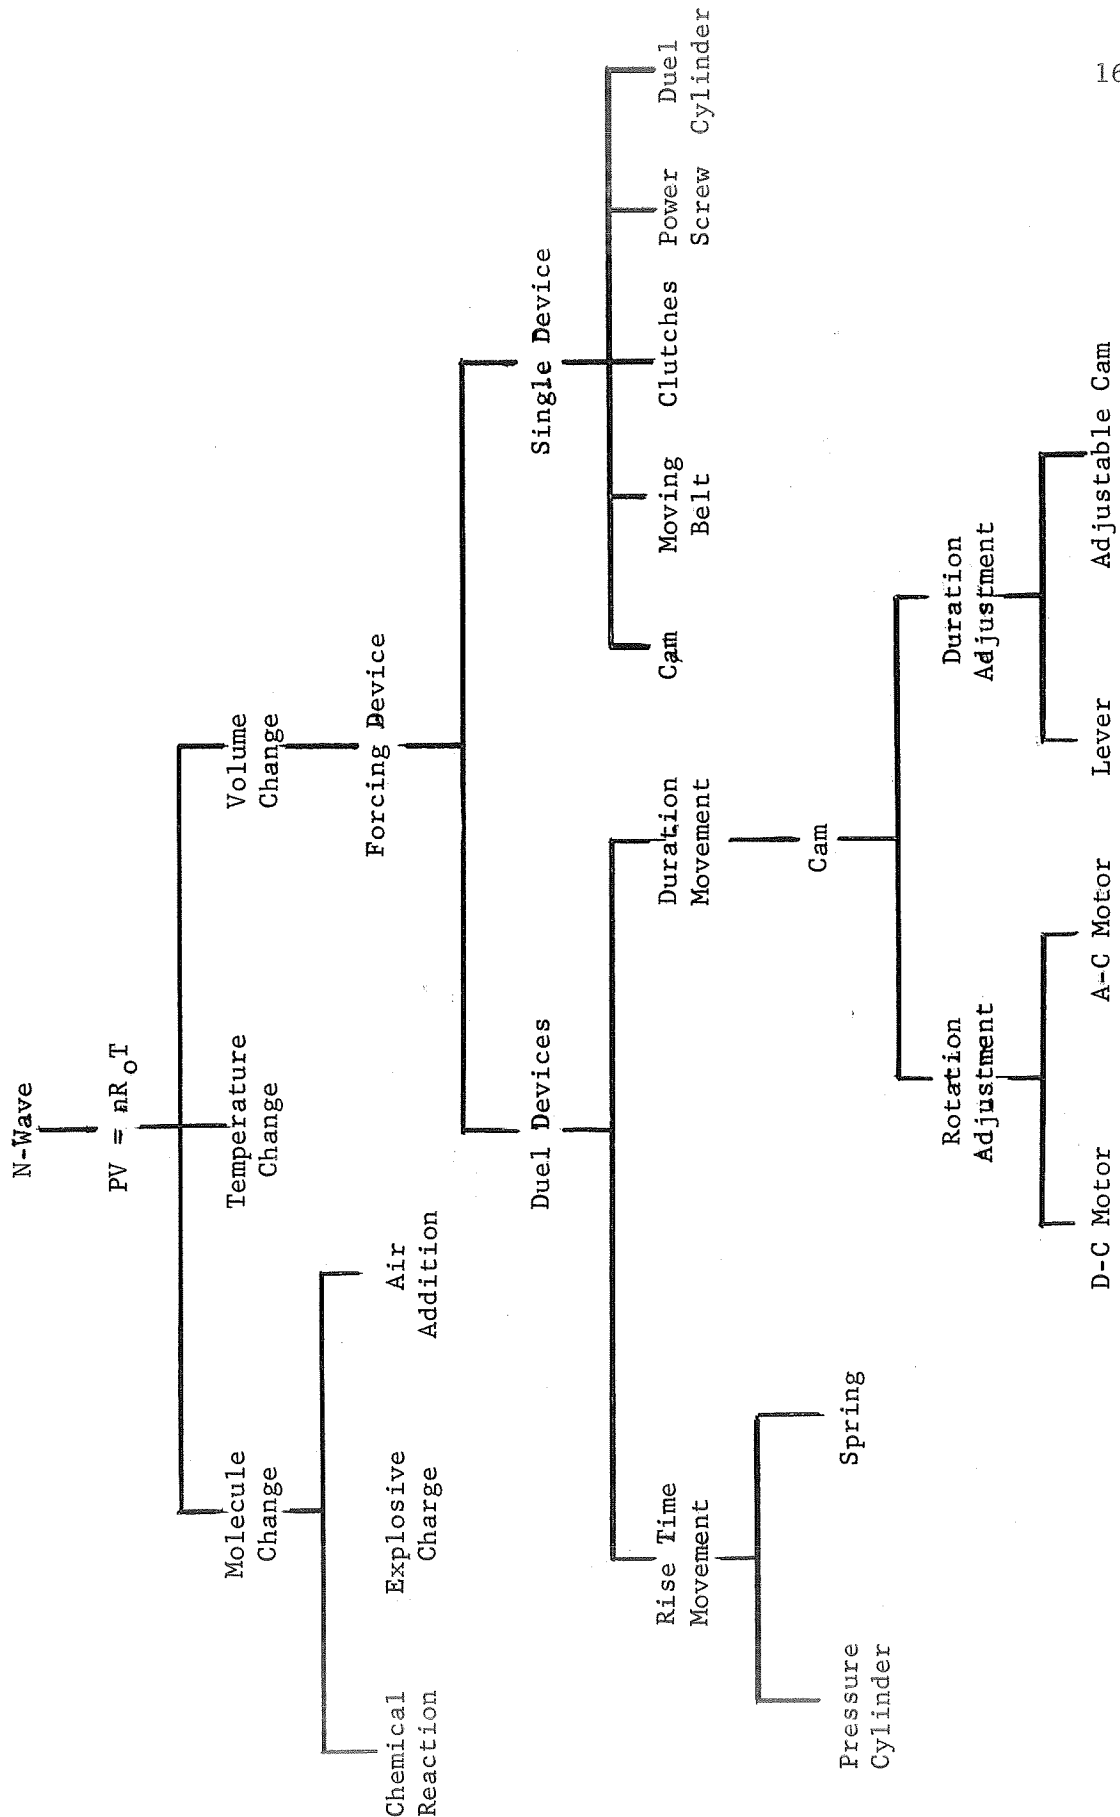 16
N-Wave
PV = nRoT
Molecule
Change
Temperature
Change
Volume
Change
Chemical
Reaction
Explosive
Charge
Air
Addition
Forcing Device
Duel Devices
Single Device
Rise Time
Movement
Duration
Movement
Cam
Moving
Belt
Clutches
Power
Screw
Duel
Cylinder
Pressure
Cylinder
Spring
Cam
Rotation
Adjustment
Duration
Adjustment
D-C Motor
A-C Motor
Lever
Adjustable Cam